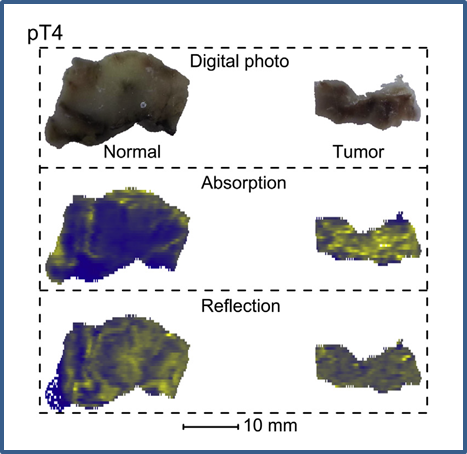 pT4
Digital photo
Normal
Tumor
Absorption
Reflection
10 mm